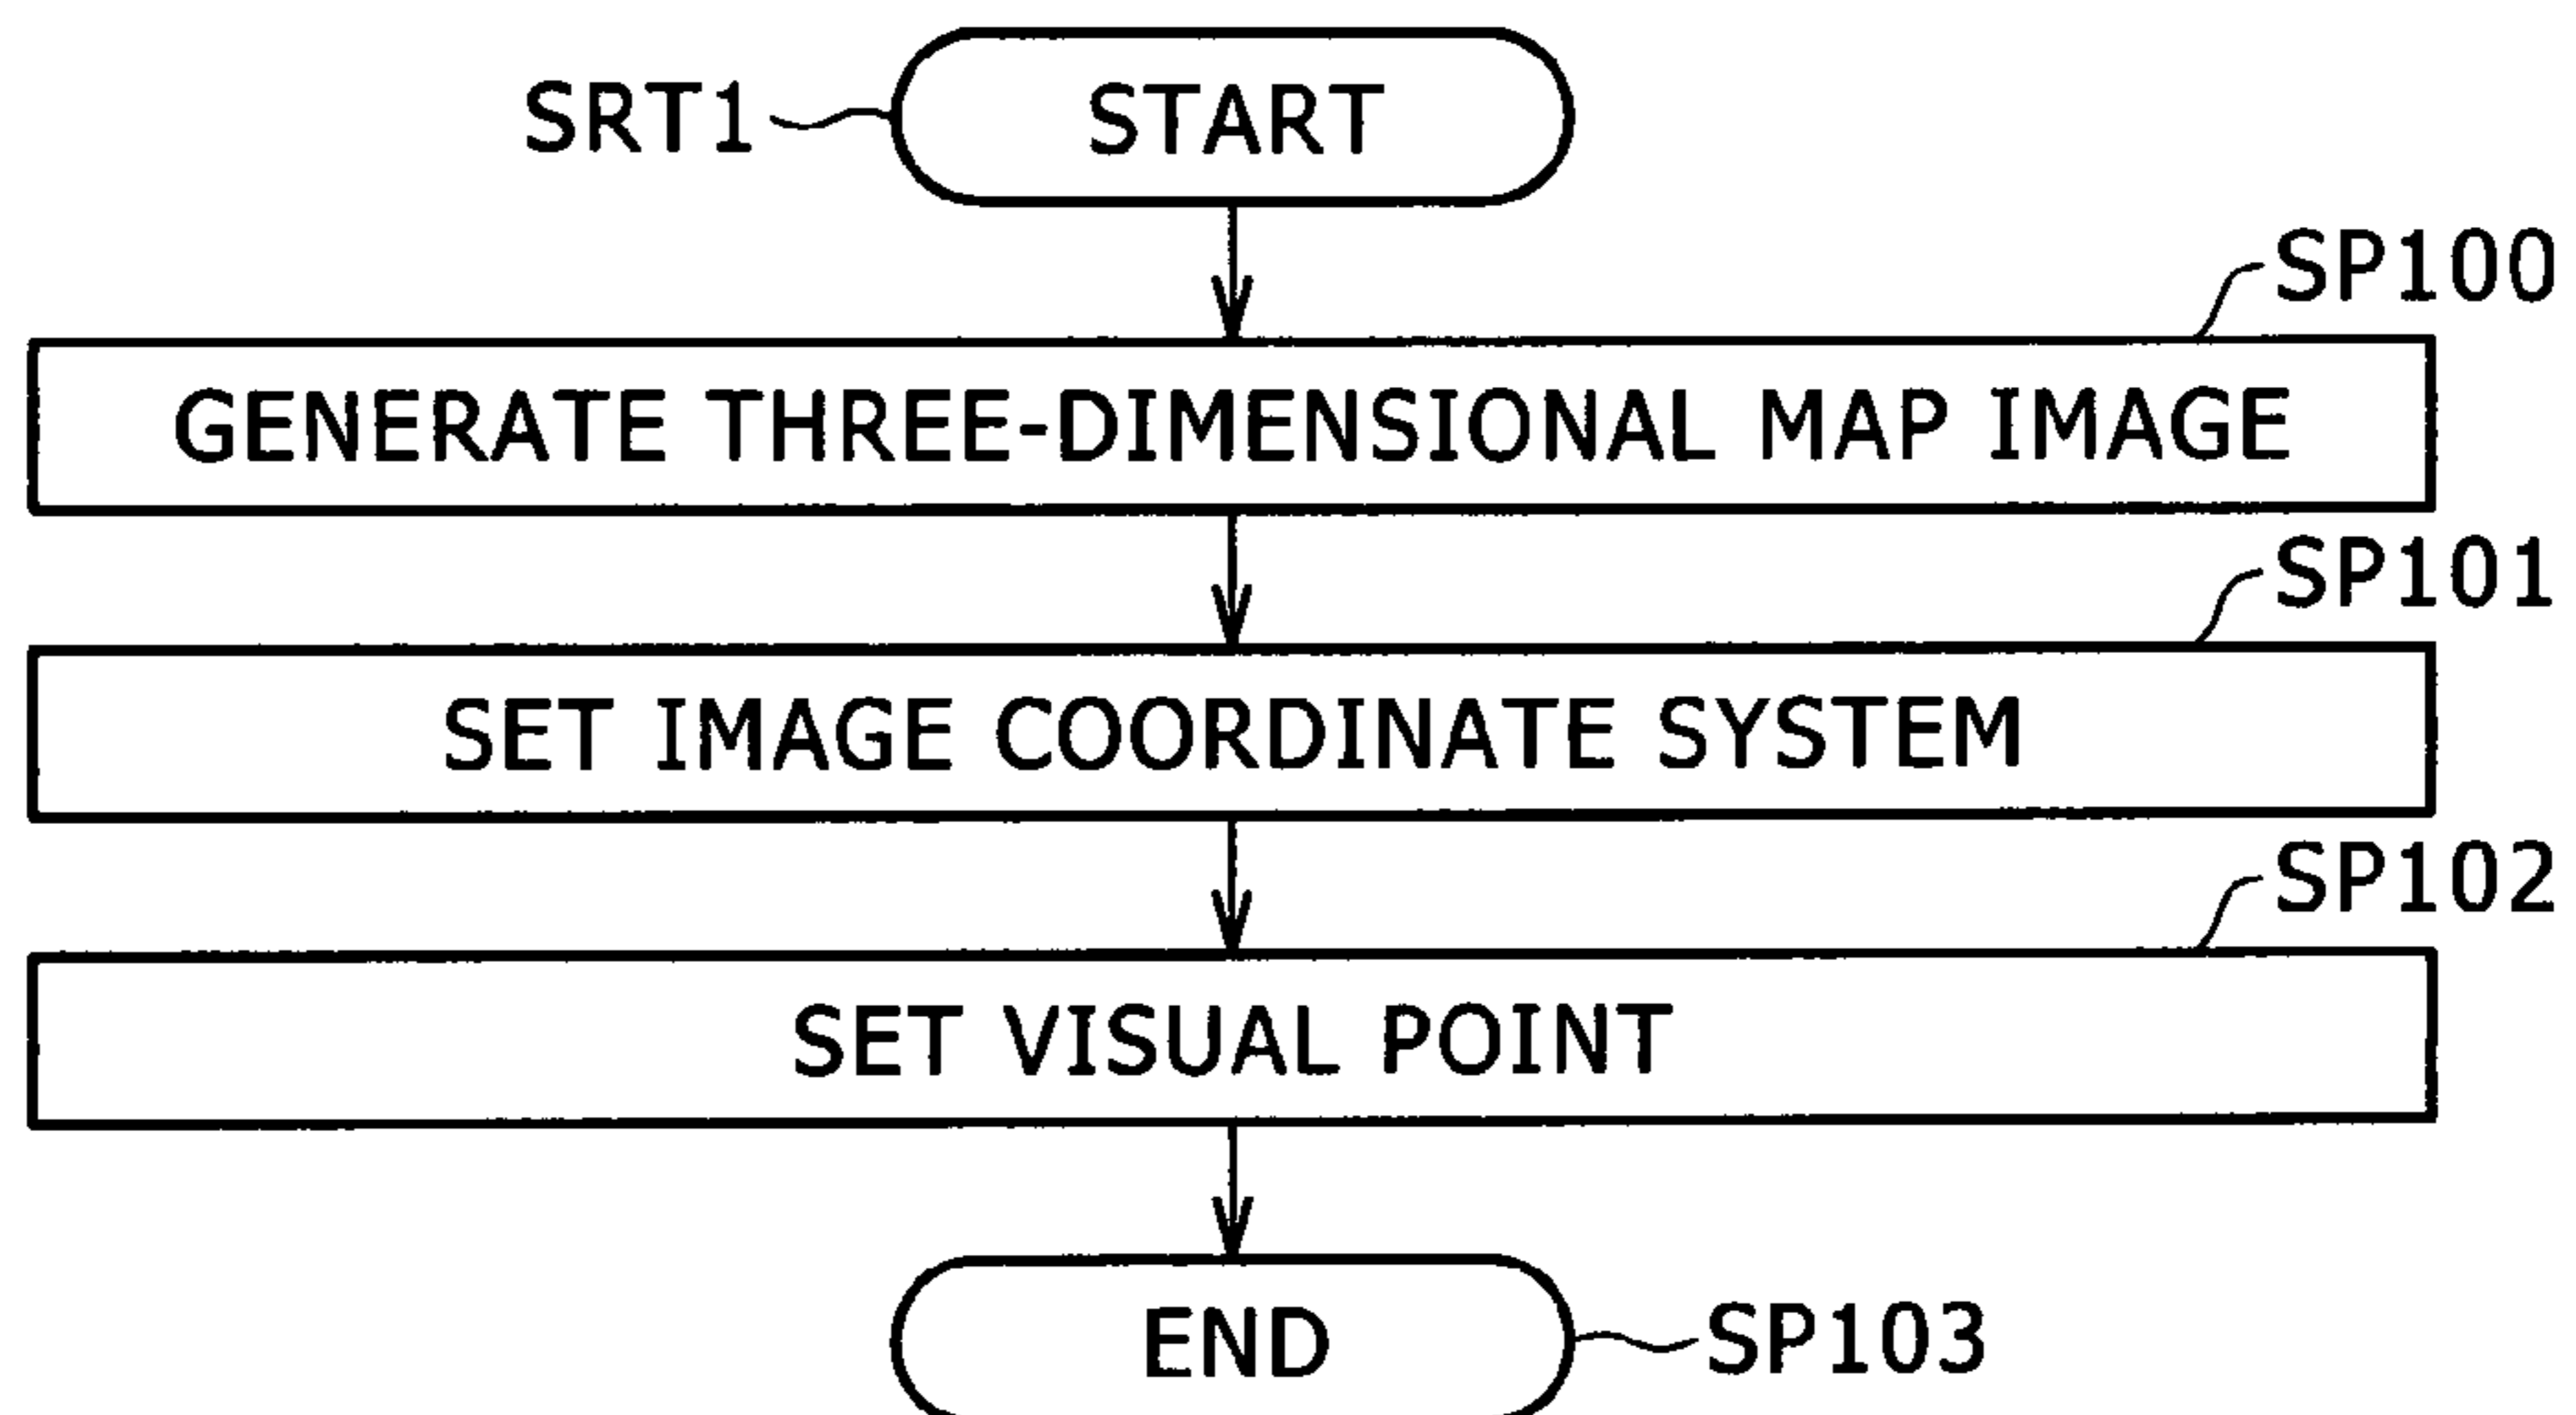 SRT1 START
SP100
GENERATE THREE-DIMENSIONAL MAP IMAGE
SP101
SET IMAGE COORDINATE SYSTEM
SP102
SET VISUAL POINT
END SP103